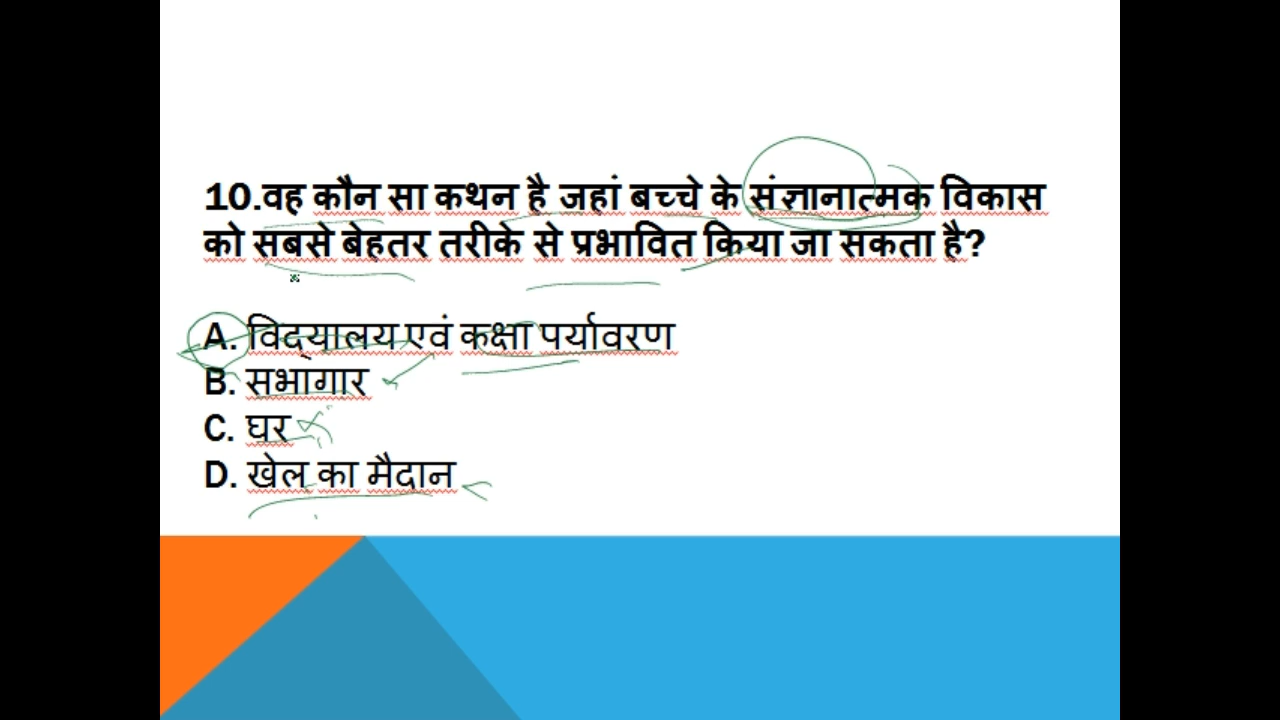 10.वह कौन सा कथन है जहां बच्चे के संज्ञानात्मक विकास
को सबसे बेहतर तरीके से प्रभावित किया जा सकता है?
A. विद्यालय एवं कक्षा पर्यावरण
B. सभागार
C. घर
D. खेल का मैदान